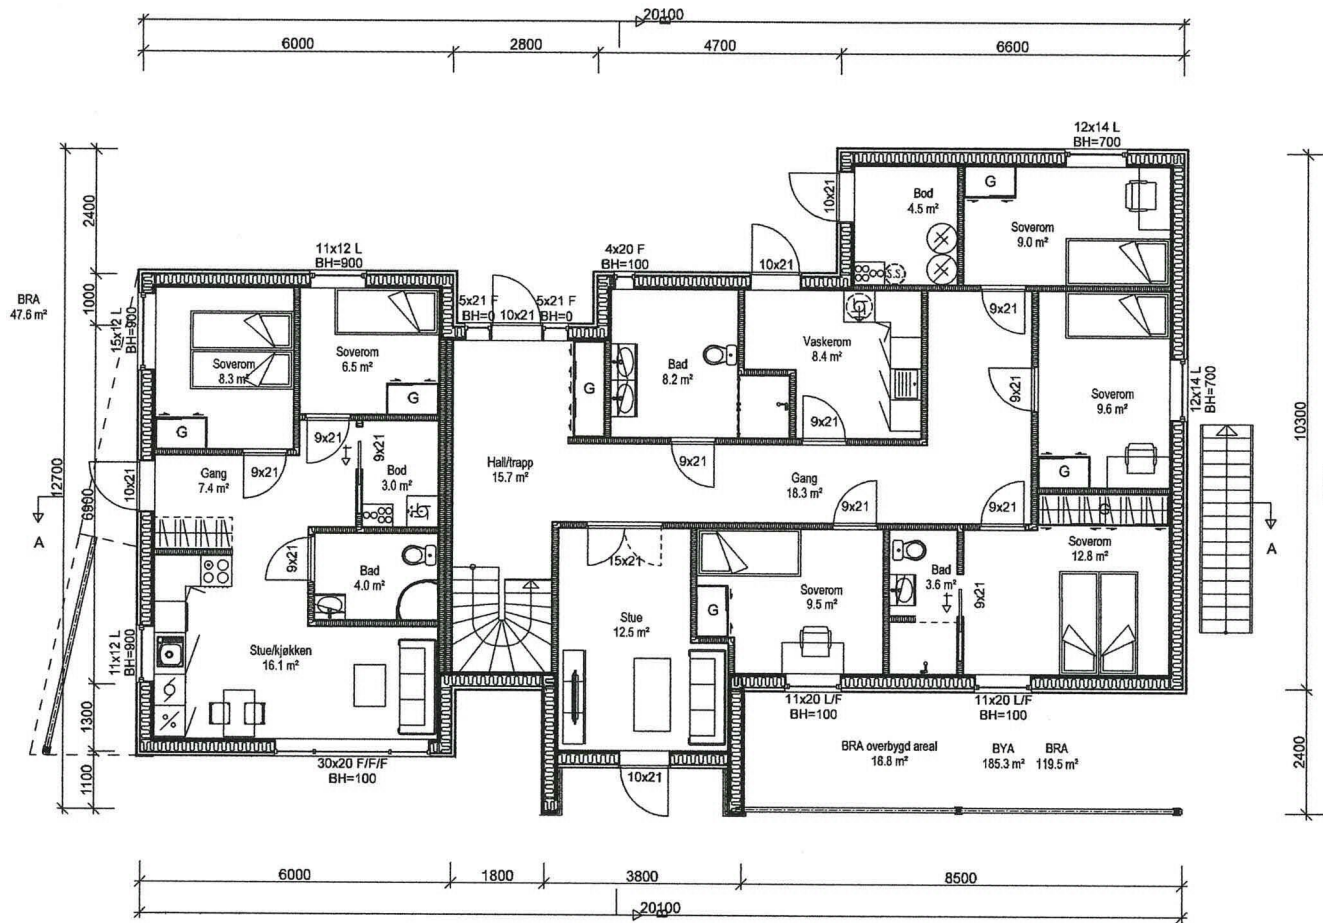 20100
6000
2800
4700
6600
12x14 L
BH=700
10x21
Bod
4.5 m²
G
Soverom
9.0 m²
S.S.
2400
1000
12700
6900
1300
1100
BRA
47.6 m²
11x12 L
BH=900
15x12 L
BH=900
5x21 F
BH=0
10x21
5x21 F
BH=0
4x20 F
BH=100
10x21
Soverom
8.3 m²
G
Soverom
6.5 m²
G
G
Bad
8.2 m²
Vaskerom
8.4 m²
9x21
9x21
Soverom
9.6 m²
G
12x14 L
BH=700
10300
2400
10x21
Gang
7.4 m²
9x21
9x21
9x21
Bod
3.0 m²
Hall/trapp
15.7 m²
9x21
9x21
Gang
18.3 m²
9x21
9x21
A
A
9x21
Bad
4.0 m²
15x21
Stue
12.5 m²
Soverom
9.5 m²
G
Bad
3.6 m²
9x21
Soverom
12.8 m²
11x12 L
BH=900
Stue/kjøkken
16.1 m²
30x20 F/F/F
BH=100
10x21
11x20 L/F
BH=100
11x20 L/F
BH=100
BRA overbygd areal
18.8 m²
BYA
185.3 m²
BRA
119.5 m²
6000
1800
3800
8500
20100